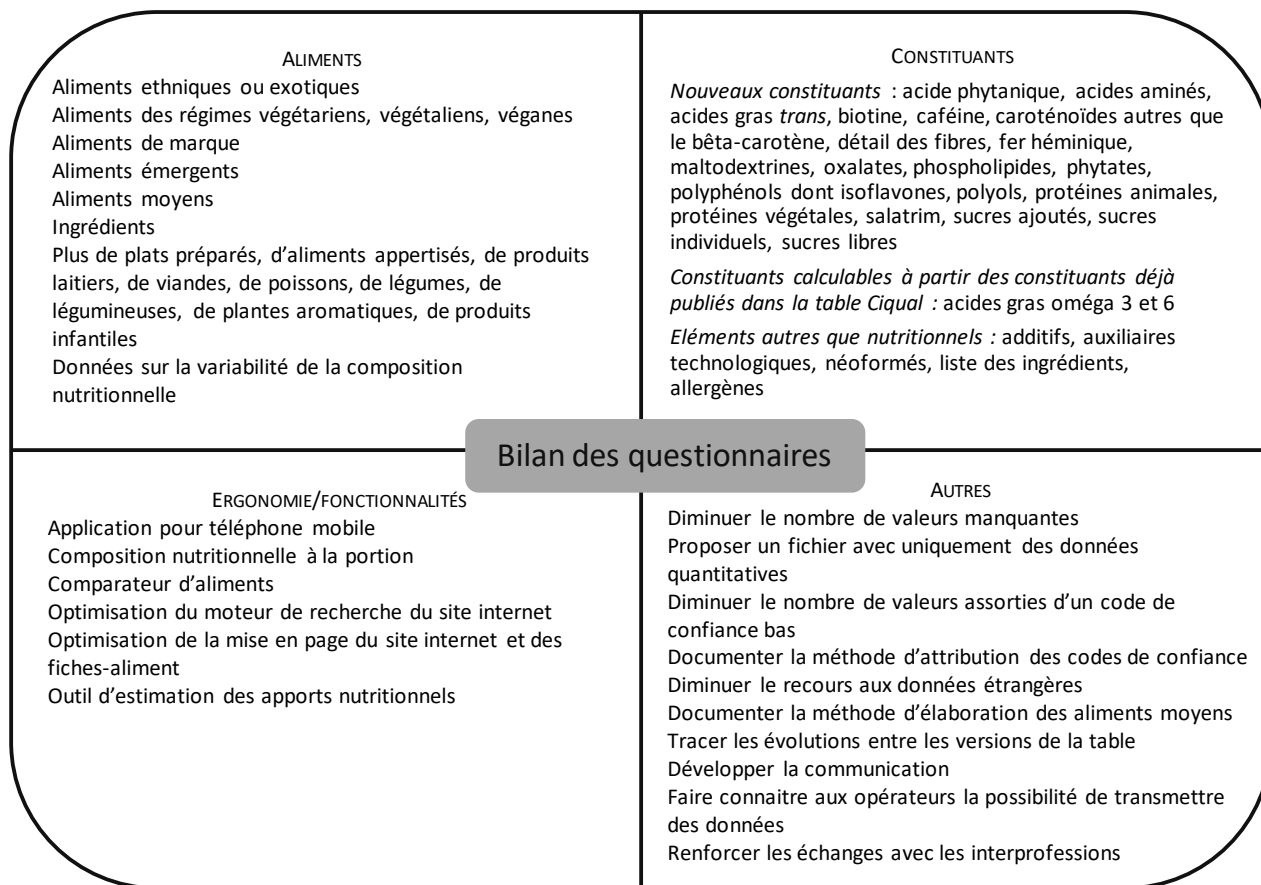 ALIMENTS
Aliments ethniques ou exotiques
Aliments des régimes végétariens, végétaliens, véganes
Aliments de marque
Aliments émergents
Aliments moyens
Ingrédients
Plus de plats préparés, d’aliments appertisés, de produits
laitiers, de viandes, de poissons, de légumes, de
légumineuses, de plantes aromatiques, de produits
infantiles
Données sur la variabilité de la composition
nutritionnelle
CONSTITUANTS
Nouveaux constituants : acide phytanique, acides aminés,
acides gras trans, biotine, caféine, caroténoïdes autres que
le bêta-carotène, détail des fibres, fer héminique,
maltodextrines, oxalates, phospholipides, phytates,
polyphénols dont isoflavones, polyols, protéines animales,
protéines végétales, salatrim, sucres ajoutés, sucres
individuels, sucres libres
Constituants calculables à partir des constituants déjà
publiés dans la table Ciqual : acides gras oméga 3 et 6
Eléments autres que nutritionnels : additifs, auxiliaires
technologiques, néoformés, liste des ingrédients,
allergènes
Bilan des questionnaires
ERGONOMIE/FONCTIONNALITÉS
Application pour téléphone mobile
Composition nutritionnelle à la portion
Comparateur d’aliments
Optimisation du moteur de recherche du site internet
Optimisation de la mise en page du site internet et des
fiches-aliment
Outil d’estimation des apports nutritionnels
AUTRES
Diminuer le nombre de valeurs manquantes
Proposer un fichier avec uniquement des données
quantitatives
Diminuer le nombre de valeurs assorties d’un code de
confiance bas
Documenter la méthode d’attribution des codes de confiance
Diminuer le recours aux données étrangères
Documenter la méthode d’élaboration des aliments moyens
Tracer les évolutions entre les versions de la table
Développer la communication
Faire connaitre aux opérateurs la possibilité de transmettre
des données
Renforcer les échanges avec les interprofessions